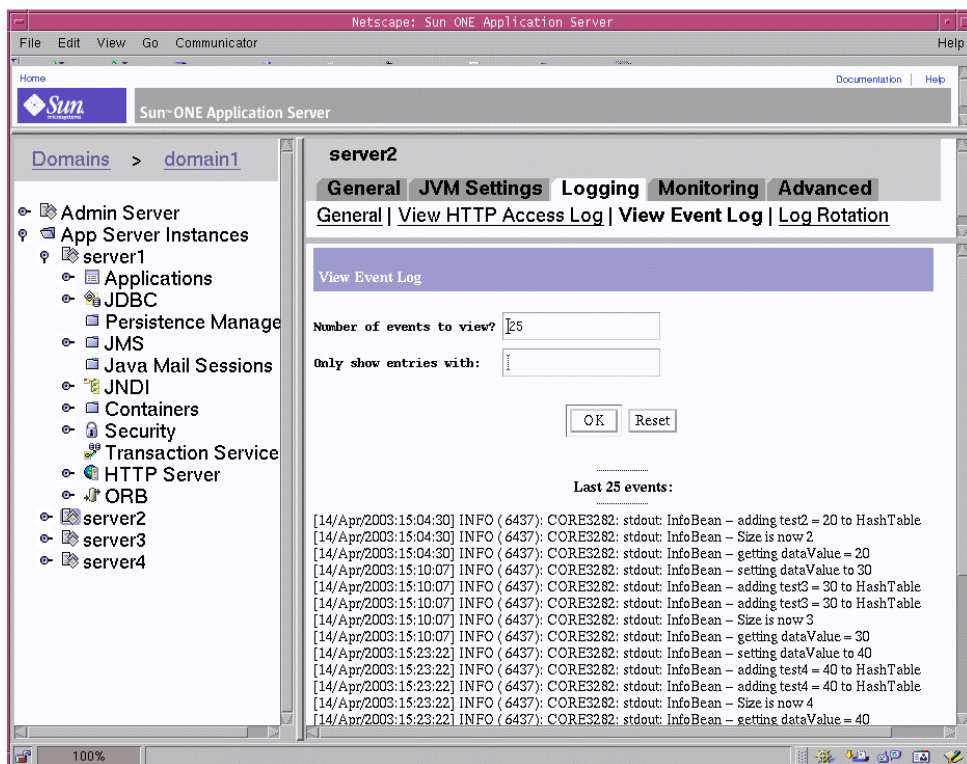 Netscape: Sun ONE Application Server
File Edit View Go Communicator Help
Home Documentation | Help
Sun microsystems
Sun™ ONE Application Server
Domains > domain1
Admin Server
App Server Instances
server1
Applications
JDBC
Persistence Manage
JMS
Java Mail Sessions
JNDI
Containers
Security
Transaction Service
HTTP Server
ORB
server2
server3
server4
server2
General JVM Settings Logging Monitoring Advanced
General | View HTTP Access Log | View Event Log | Log Rotation
View Event Log
Number of events to view? 25
Only show entries with:
OK Reset
Last 25 events:
[14/Apr/2003:15:04:30] INFO ( 6437): CORE3282: stdout: InfoBean – adding test2 = 20 to HashTable
[14/Apr/2003:15:04:30] INFO ( 6437): CORE3282: stdout: InfoBean – Size is now 2
[14/Apr/2003:15:04:30] INFO ( 6437): CORE3282: stdout: InfoBean – getting dataValue = 20
[14/Apr/2003:15:10:07] INFO ( 6437): CORE3282: stdout: InfoBean – setting dataValue to 30
[14/Apr/2003:15:10:07] INFO ( 6437): CORE3282: stdout: InfoBean – adding test3 = 30 to HashTable
[14/Apr/2003:15:10:07] INFO ( 6437): CORE3282: stdout: InfoBean – adding test3 = 30 to HashTable
[14/Apr/2003:15:10:07] INFO ( 6437): CORE3282: stdout: InfoBean – Size is now 3
[14/Apr/2003:15:10:07] INFO ( 6437): CORE3282: stdout: InfoBean – getting dataValue = 30
[14/Apr/2003:15:23:22] INFO ( 6437): CORE3282: stdout: InfoBean – setting dataValue to 40
[14/Apr/2003:15:23:22] INFO ( 6437): CORE3282: stdout: InfoBean – adding test4 = 40 to HashTable
[14/Apr/2003:15:23:22] INFO ( 6437): CORE3282: stdout: InfoBean – adding test4 = 40 to HashTable
[14/Apr/2003:15:23:22] INFO ( 6437): CORE3282: stdout: InfoBean – Size is now 4
[14/Apr/2003:15:23:22] INFO ( 6437): CORE3282: stdout: InfoBean – getting dataValue = 40
100%